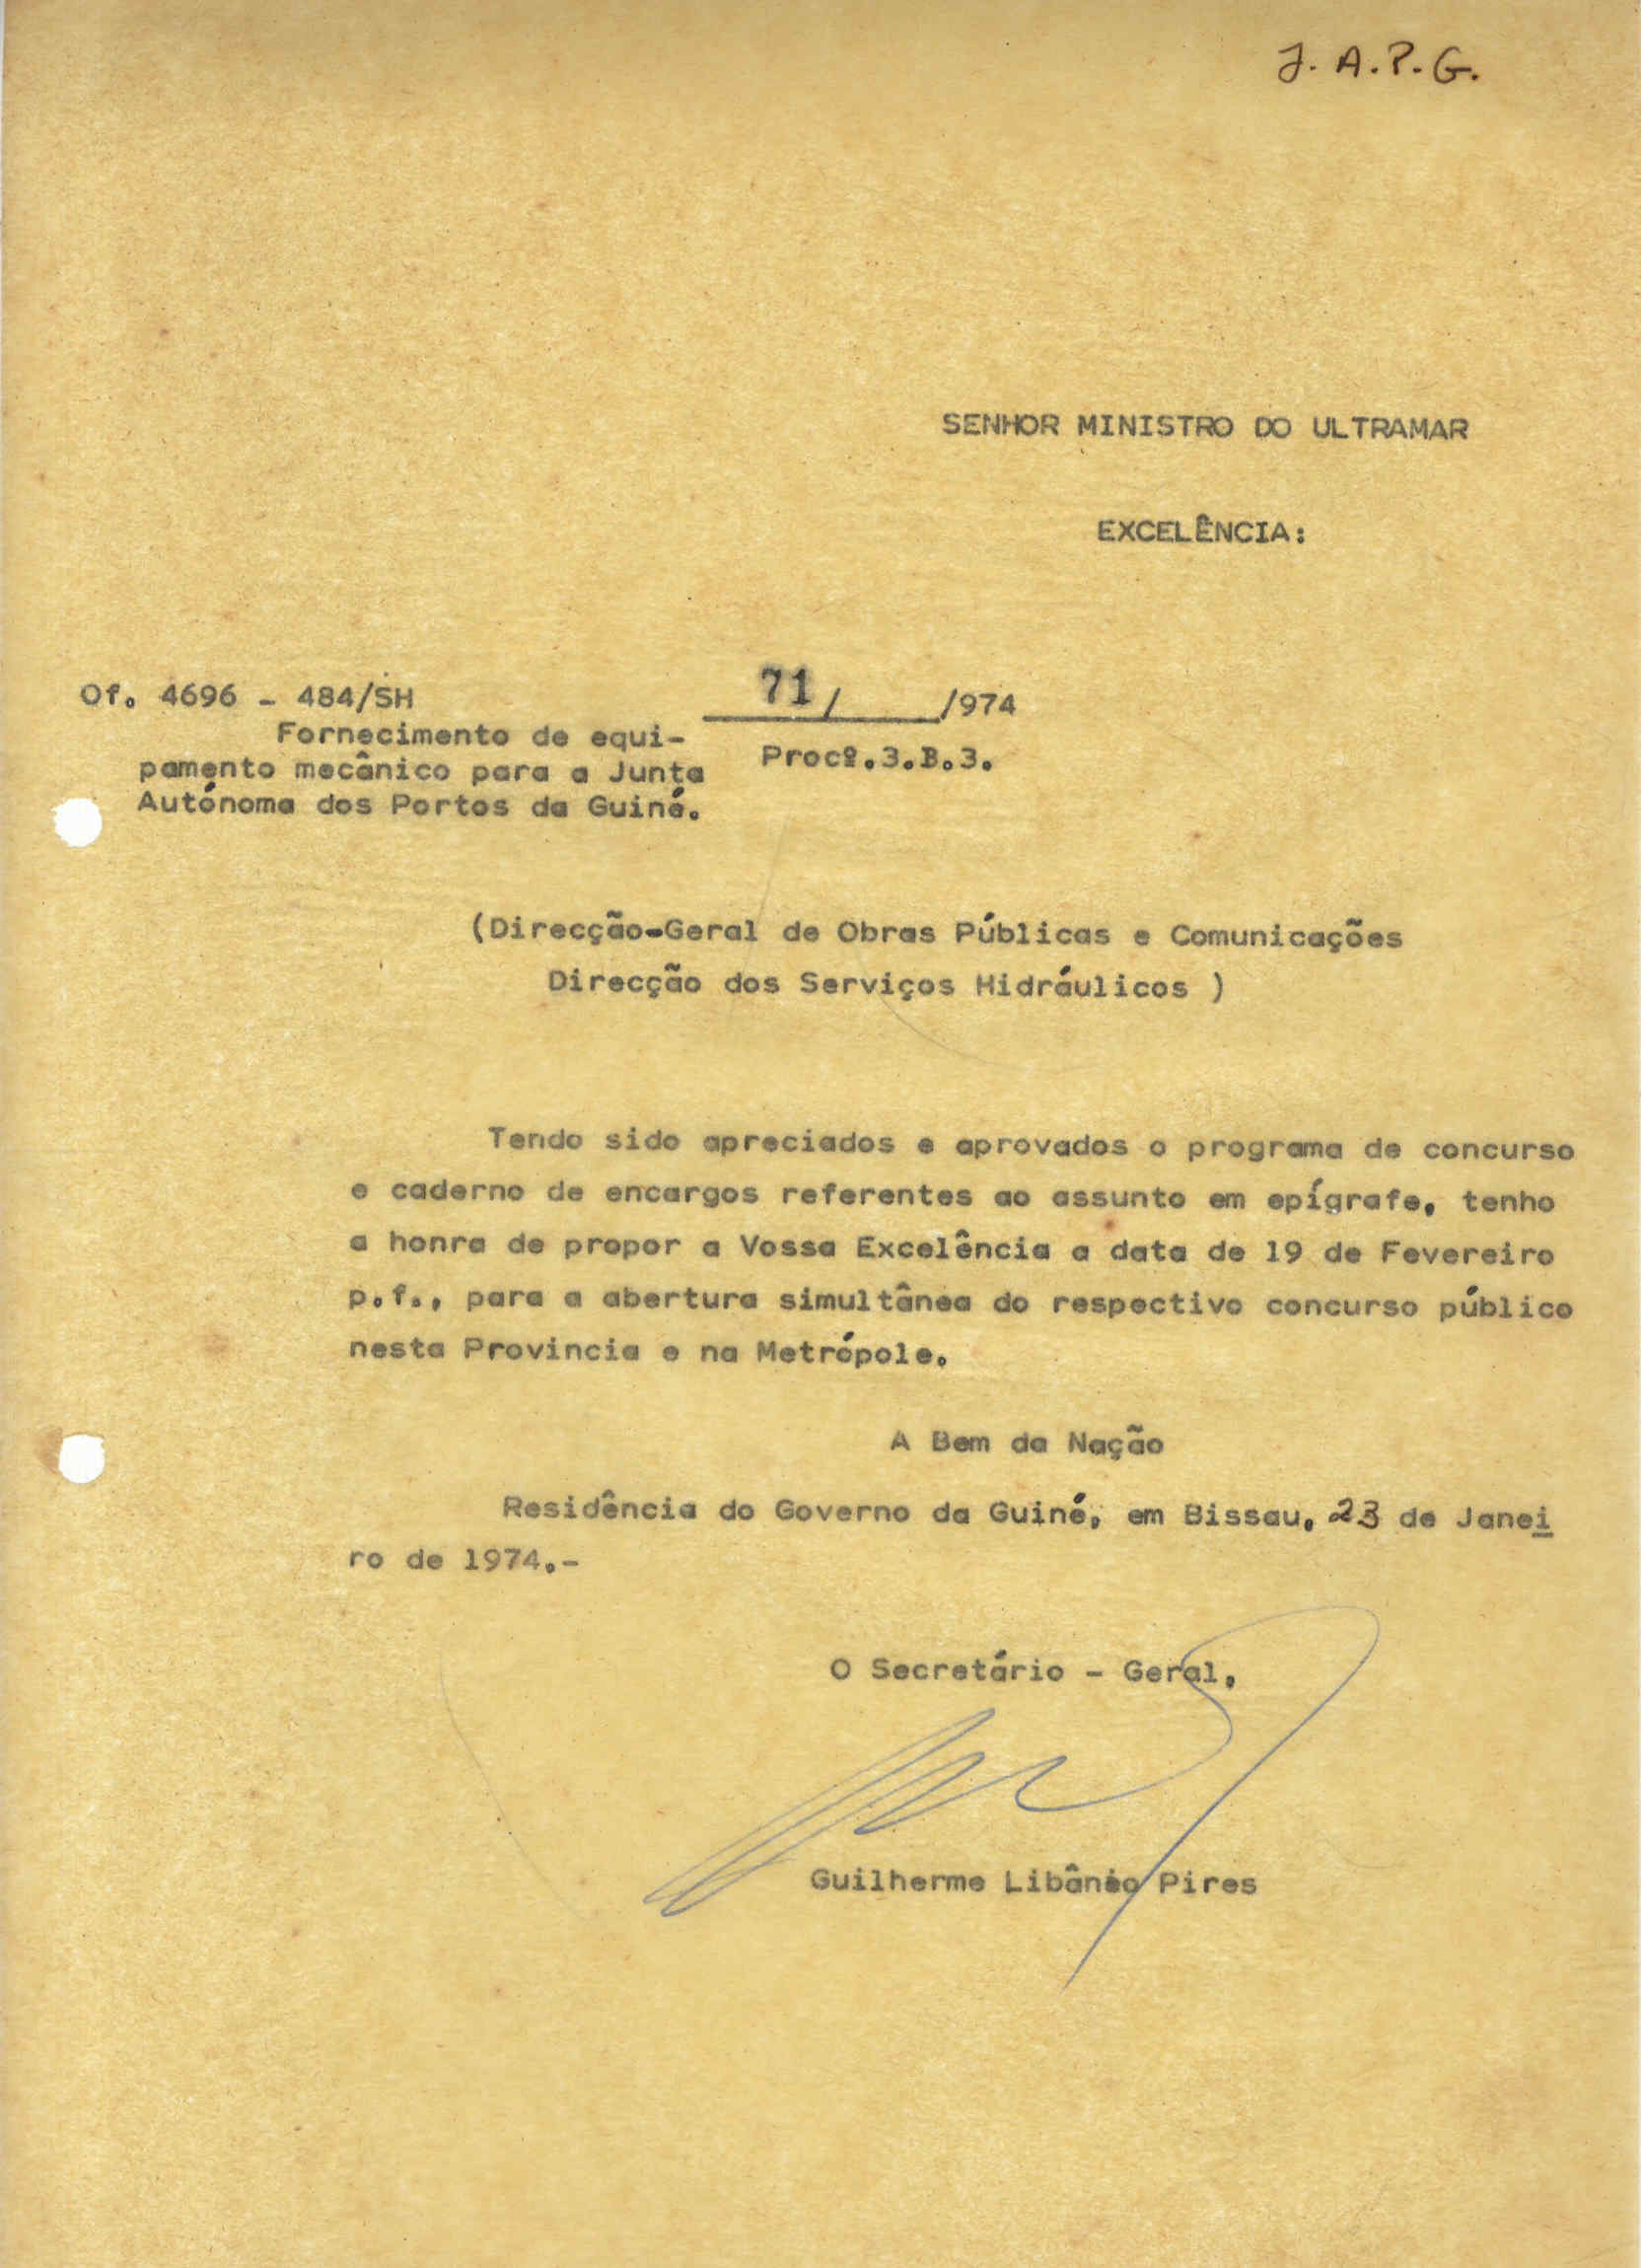 J. A. P. G.
SENHOR MINISTRO DO ULTRAMAR
EXCELÊNCIA:
Of. 4696 - 484/SH
71/ /974
Fornecimento de equi-
pamento mecânico para a Junta
Autónoma dos Portos da Guiné.
Procº.3.B.3.
(Direcção-Geral de Obras Públicas e Comunicações
Direcção dos Serviços Hidráulicos )
Tendo sido apreciados e aprovados o programa de concurso
e caderno de encargos referentes ao assunto em epígrafe, tenho
a honra de propor a Vossa Excelência a data de 19 de Fevereiro
p.f., para a abertura simultânea do respectivo concurso público
nesta Provincia e na Metrópole.
A Bem da Nação
Residência do Governo da Guiné, em Bissau, 23 de Janei
ro de 1974.-
O Secretário - Geral,
Guilherme Libânio Pires